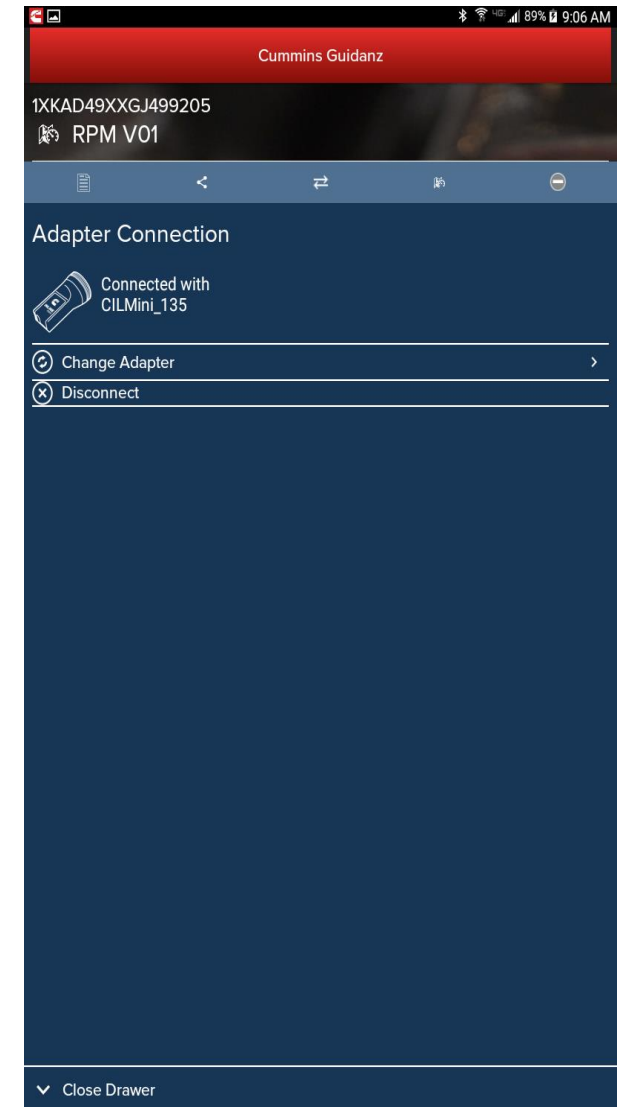 4G 89% 9:06 AM
Cummins Guidanz
1XKAD49XXGJ499205
RPM V01
Adapter Connection
Connected with
CILMini_135
Change Adapter
Disconnect
Close Drawer